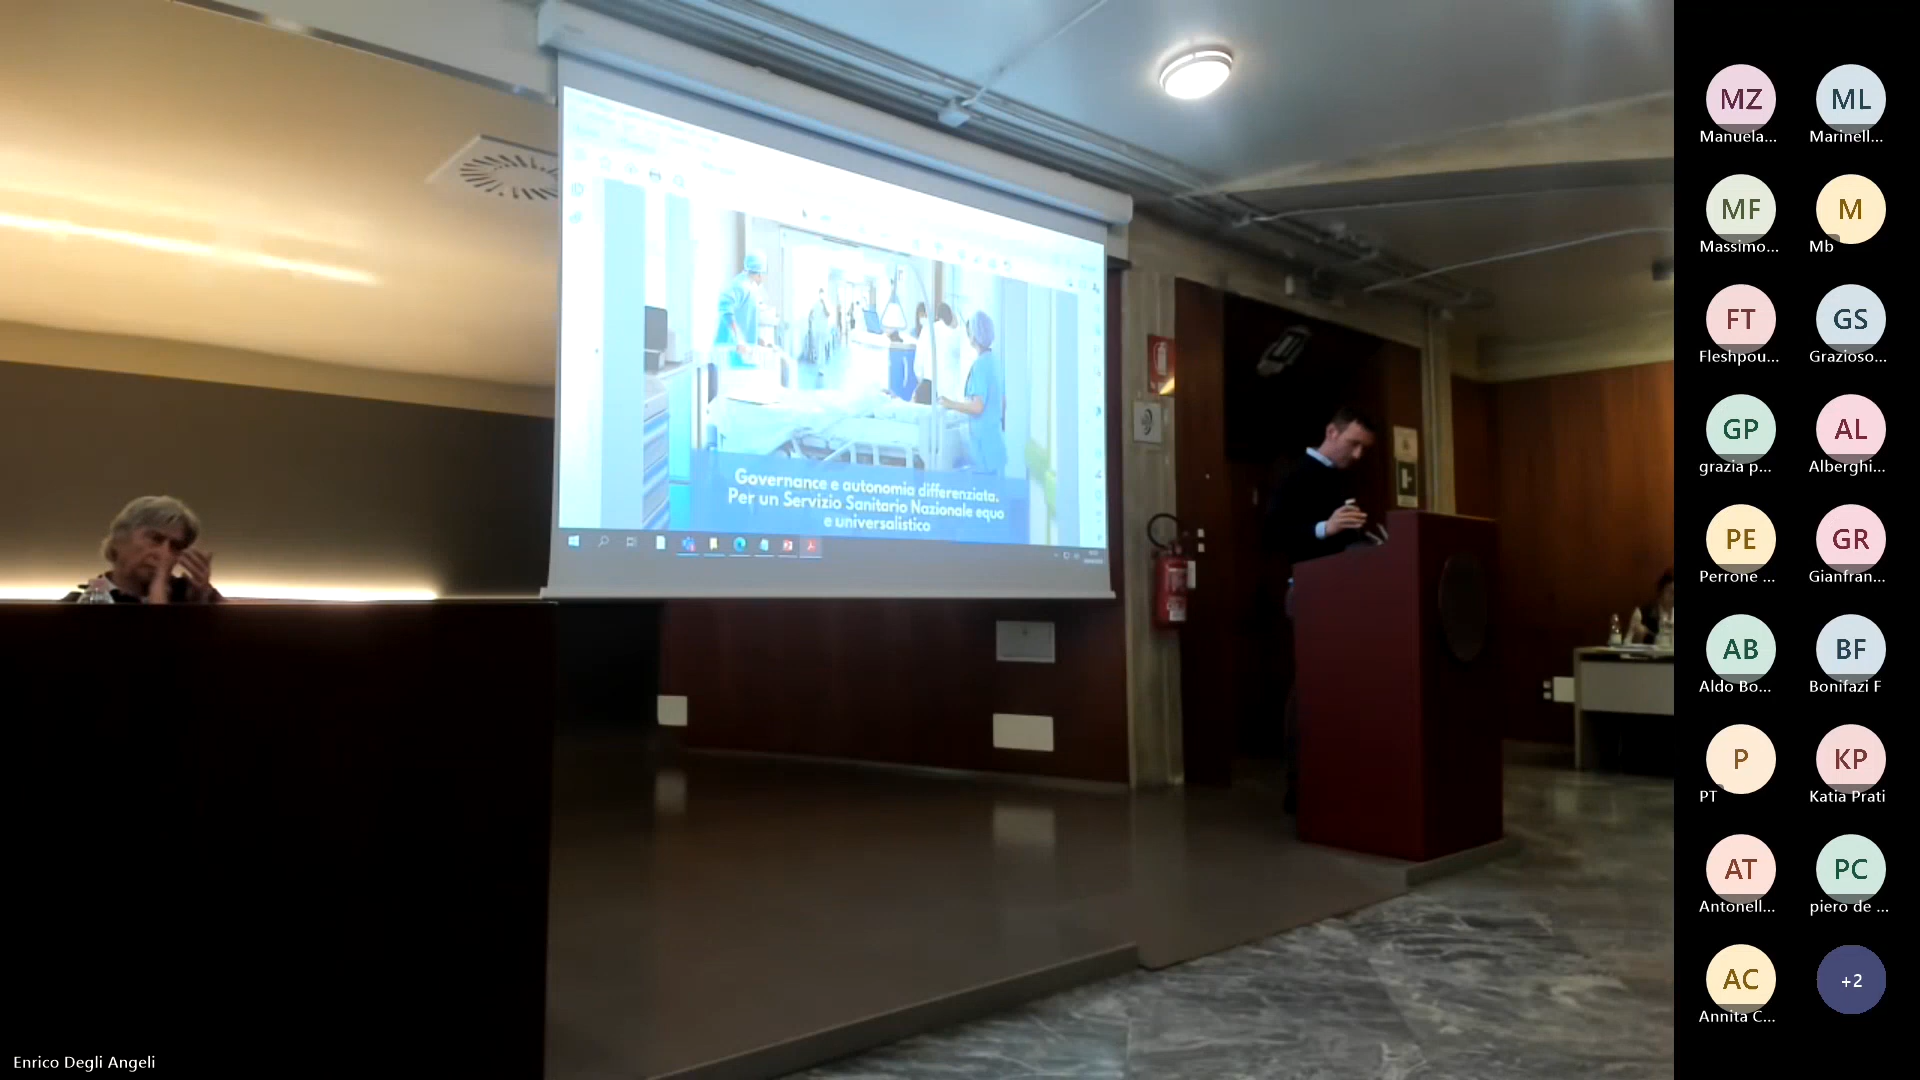 Governance e autonomia differenziata.
Per un Servizio Sanitario Nazionale equo
e universalistico
MZ
Manuela...
ML
Marinell...
MF
Massimo...
M
Mb
FT
Fleshpou...
GS
Grazioso...
GP
grazia p...
AL
Alberghi...
PE
Perrone ...
GR
Gianfran...
AB
Aldo Bo...
BF
Bonifazi F
P
PT
KP
Katia Prati
AT
Antonell...
PC
piero de ...
AC
Annita C...
+2
Enrico Degli Angeli